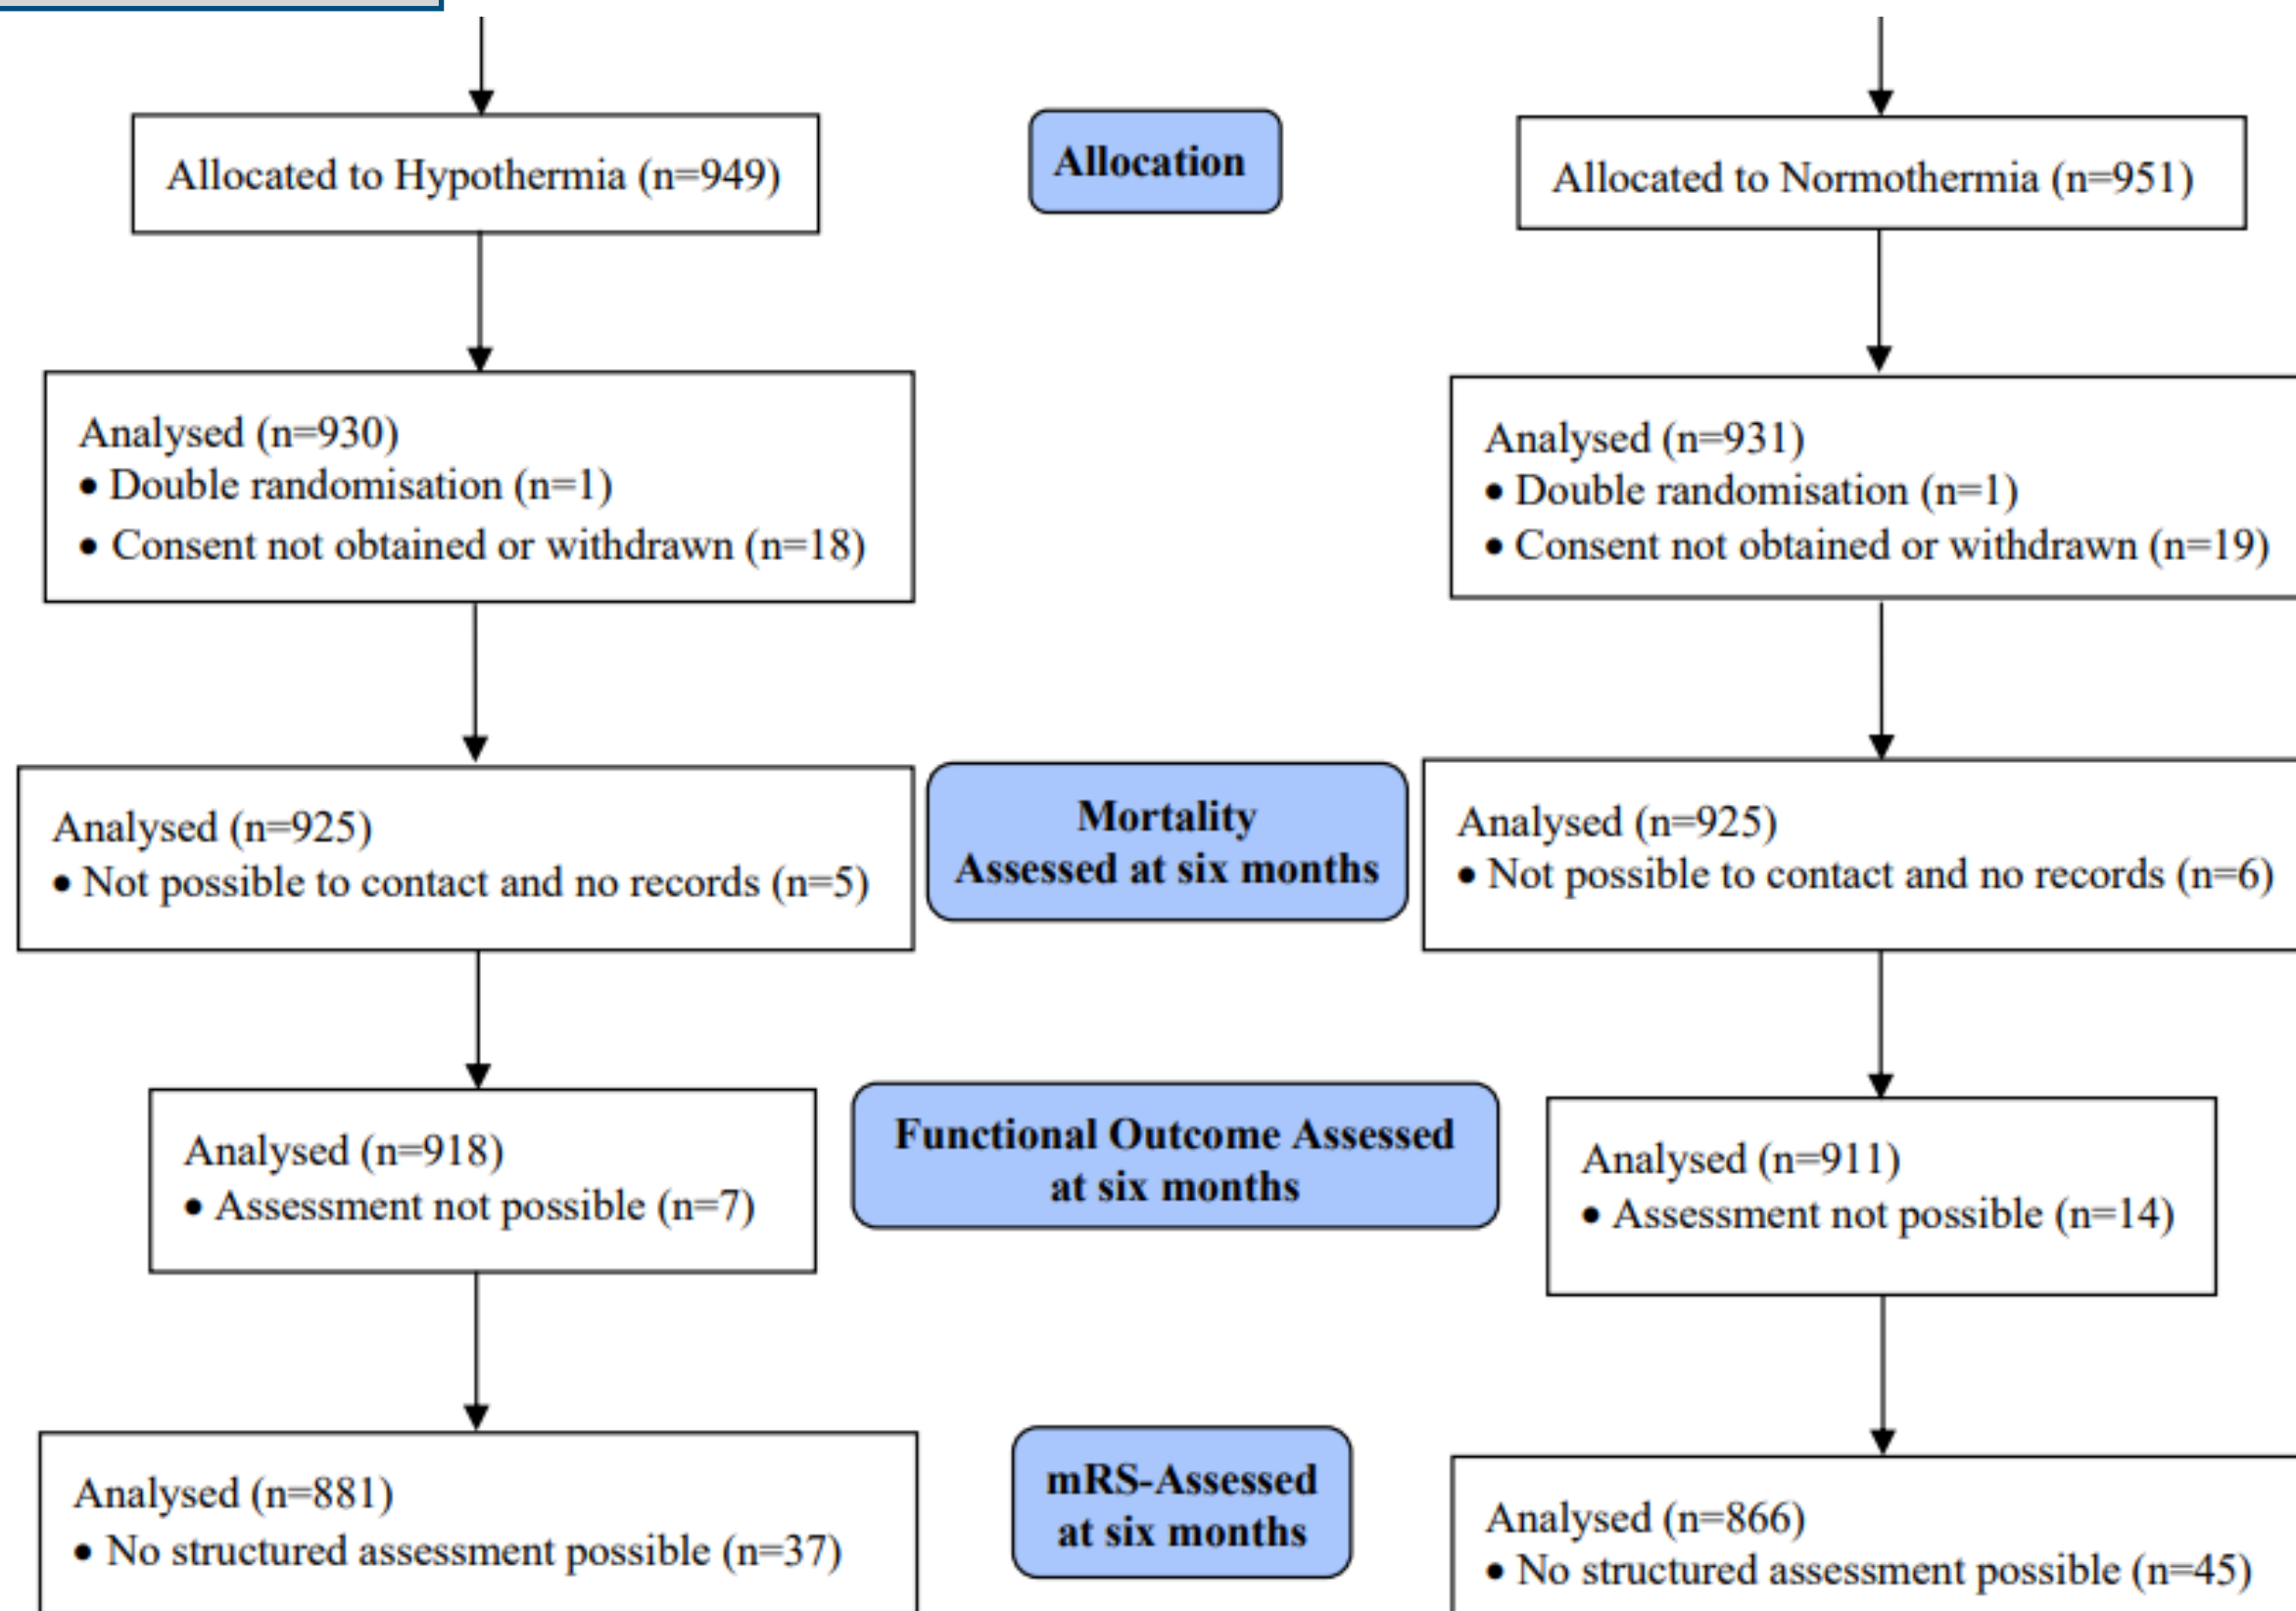 Allocated to Hypothermia (n=949)
Allocation
Allocated to Normothermia (n=951)
Analysed (n=930)
• Double randomisation (n=1)
• Consent not obtained or withdrawn (n=18)
Analysed (n=931)
• Double randomisation (n=1)
• Consent not obtained or withdrawn (n=19)
Analysed (n=925)
• Not possible to contact and no records (n=5)
Mortality
Assessed at six months
Analysed (n=925)
• Not possible to contact and no records (n=6)
Analysed (n=918)
• Assessment not possible (n=7)
Functional Outcome Assessed
at six months
Analysed (n=911)
• Assessment not possible (n=14)
Analysed (n=881)
• No structured assessment possible (n=37)
mRS-Assessed
at six months
Analysed (n=866)
• No structured assessment possible (n=45)